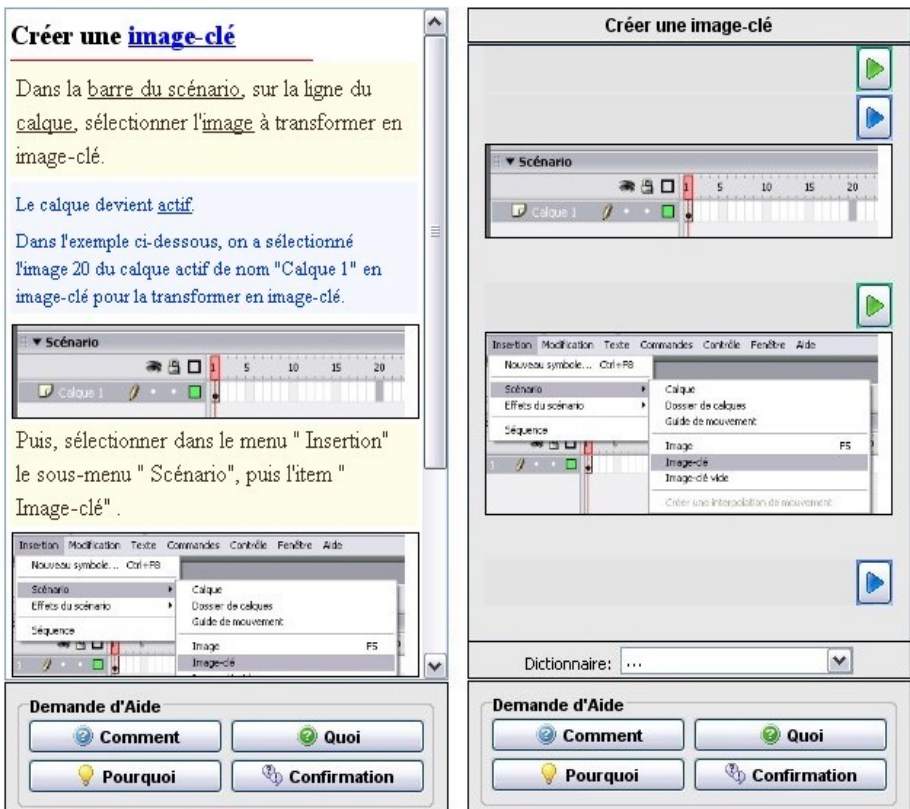 Créer une image-clé
Dans la barre du scénario, sur la ligne du
calque, sélectionner l'image à transformer en
image-clé.
Le calque devient actif.
Dans l'exemple ci-dessous, on a sélectionné
l'image 20 du calque actif de nom "Calque 1" en
image-clé pour la transformer en image-clé.
Scénario
1 5 10 15 20
Calque 1
Puis, sélectionner dans le menu " Insertion"
le sous-menu " Scénario", puis l'item "
Image-clé" .
Insertion Modification Texte Commandes Contrôle Fenêtre Aide
Nouveau symbole... Ctrl+F8
Scénario
Effets du scénario
Séquence
Calque
Dossier de calques
Guide de mouvement
Image F5
Image-clé
Demande d'Aide
Comment
Quoi
Pourquoi
Confirmation
Créer une image-clé
Scénario
1 5 10 15 20
Calque 1
Insertion Modification Texte Commandes Contrôle Fenêtre Aide
Nouveau symbole... Ctrl+F8
Scénario
Effets du scénario
Séquence
Calque
Dossier de calques
Guide de mouvement
Image F5
Image-clé
Image-clé vide
Créer une interpolation de mouvement
Dictionnaire: ...
Demande d'Aide
Comment
Quoi
Pourquoi
Confirmation